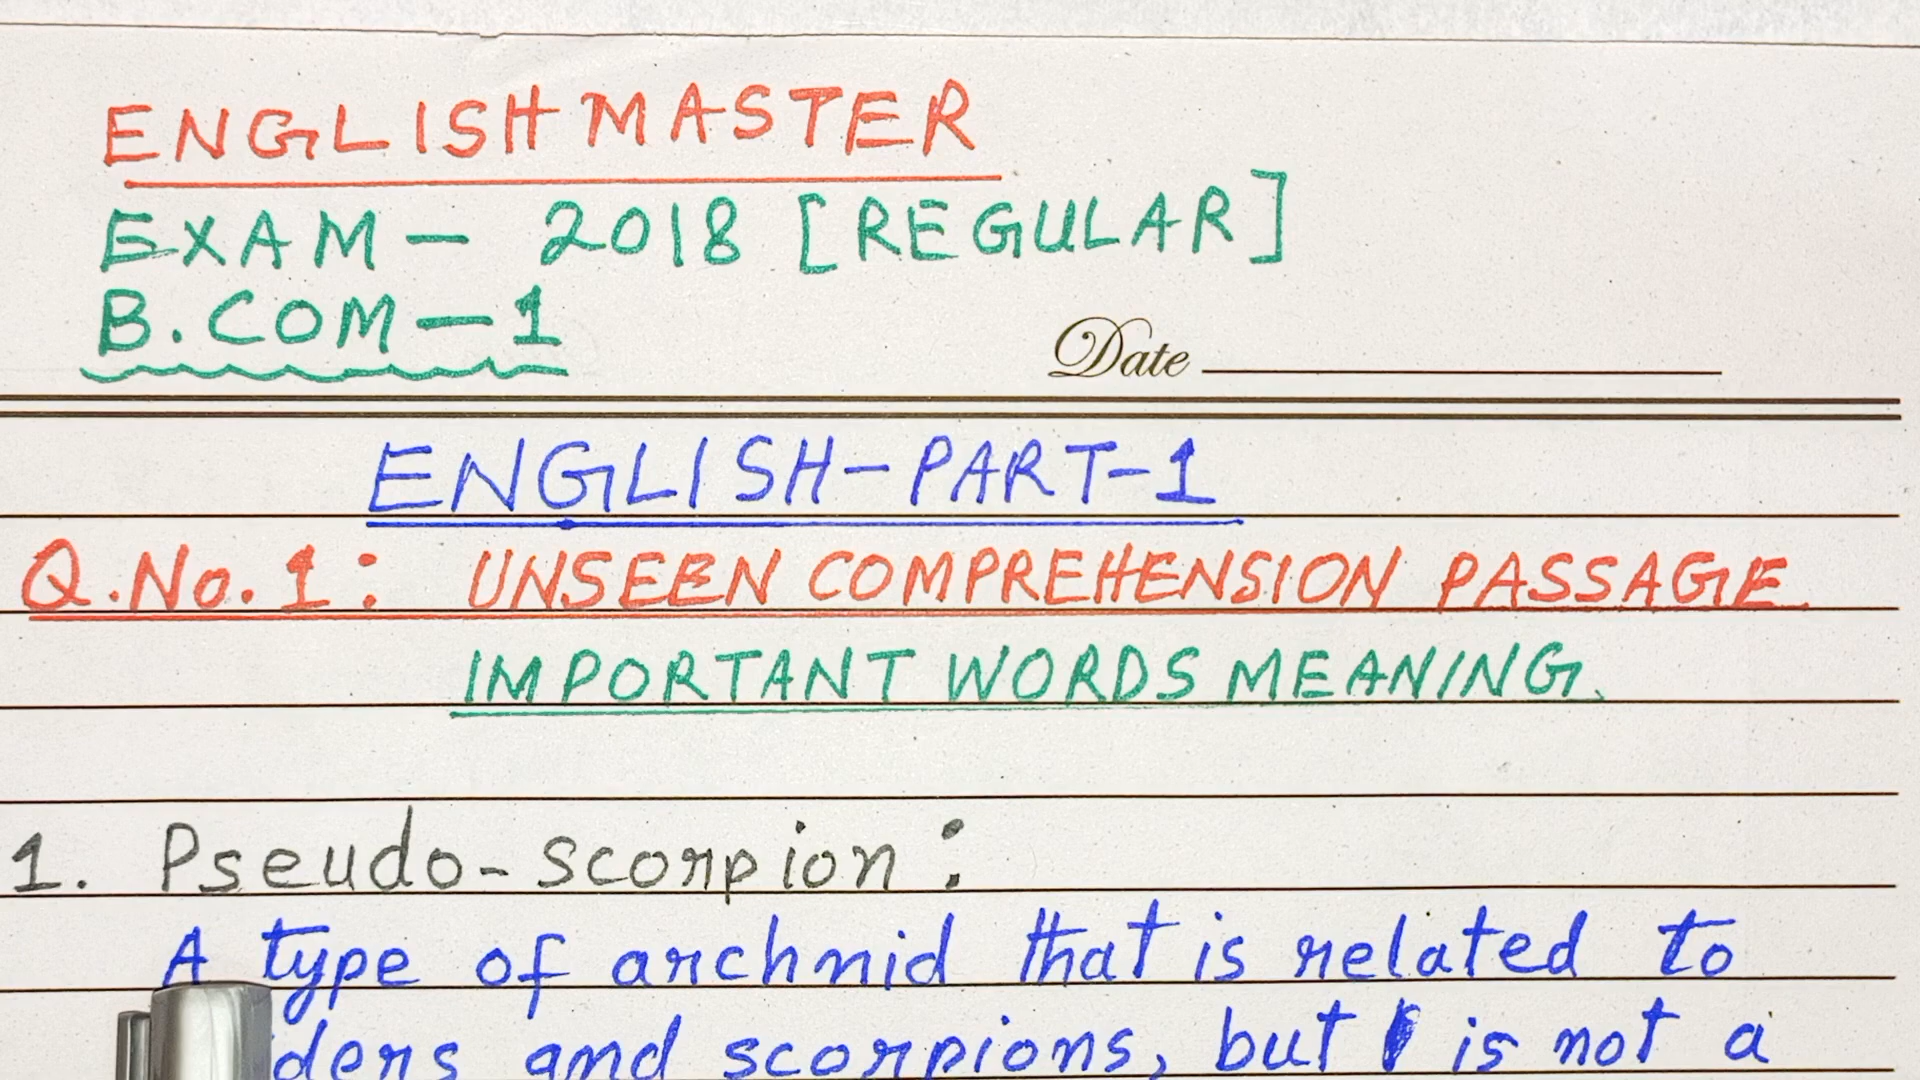 ENGLISH MASTER
EXAM - 2018 [REGULAR]
B.COM - 1
Date
ENGLISH-PART-1
Q.No.1: UNSEEN COMPREHENSION PASSAGE
IMPORTANT WORDS MEANING.
1. Pseudo-scorpion:
A type of archnid that is related to
and scorpions, but is not a